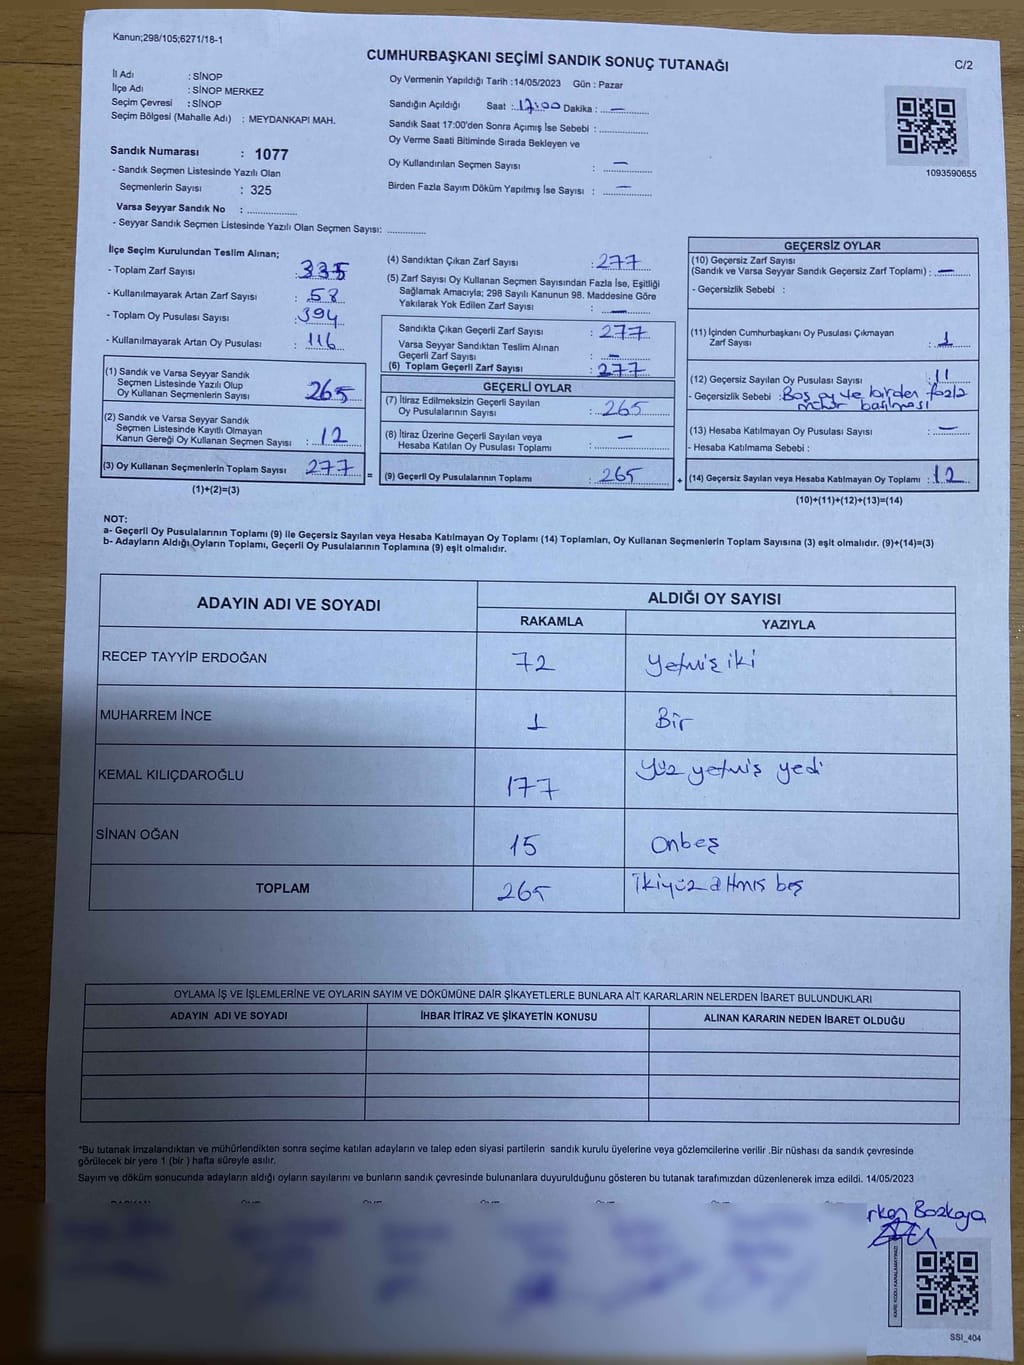 Kanun;298/105;6271/18-1
CUMHURBAŞKANI SEÇİMİ SANDIK SONUÇ TUTANAĞI
C/2
İl Adı : SİNOP
İlçe Adı : SİNOP MERKEZ
Seçim Çevresi : SİNOP
Seçim Bölgesi (Mahalle Adı) : MEYDANKAPI MAH.
Sandık Numarası : 1077
- Sandık Seçmen Listesinde Yazılı Olan
Seçmenlerin Sayısı : 325
Varsa Seyyar Sandık No : ................
- Seyyar Sandık Seçmen Listesinde Yazılı Olan Seçmen Sayısı: ............
Oy Vermenin Yapıldığı Tarih :14/05/2023 Gün : Pazar
Sandığın Açıldığı Saat : 17:00 Dakika : —
Sandık Saat 17:00'den Sonra Açımış İse Sebebi : ................
Oy Verme Saati Bitiminde Sırada Bekleyen ve
Oy Kullandırılan Seçmen Sayısı : —
Birden Fazla Sayım Döküm Yapılmış İse Sayısı : —
1093590655
İlçe Seçim Kurulundan Teslim Alınan;
- Toplam Zarf Sayısı : 335
- Kullanılmayarak Artan Zarf Sayısı : 58
- Toplam Oy Pusulası Sayısı : 394
- Kullanılmayarak Artan Oy Pusulası : 116
(1) Sandık ve Varsa Seyyar Sandık
Seçmen Listesinde Yazılı Olup
Oy Kullanan Seçmenlerin Sayısı : 265
(2) Sandık ve Varsa Seyyar Sandık
Seçmen Listesinde Kayıtlı Olmayan
Kanun Gereği Oy Kullanan Seçmen Sayısı : 12
(3) Oy Kullanan Seçmenlerin Toplam Sayısı : 277 =
(1)+(2)=(3)
(4) Sandıktan Çıkan Zarf Sayısı : 277
(5) Zarf Sayısı Oy Kullanan Seçmen Sayısından Fazla İse, Eşitliği
Sağlamak Amacıyla; 298 Sayılı Kanunun 98. Maddesine Göre
Yakılarak Yok Edilen Zarf Sayısı : —
Sandıkta Çıkan Geçerli Zarf Sayısı : 277
Varsa Seyyar Sandıktan Teslim Alınan
Geçerli Zarf Sayısı : —
(6) Toplam Geçerli Zarf Sayısı : 277
GEÇERLİ OYLAR
(7) İtiraz Edilmeksizin Geçerli Sayılan
Oy Pusulalarının Sayısı : 265
(8) İtiraz Üzerine Geçerli Sayılan veya
Hesaba Katılan Oy Pusulası Toplamı : —
(9) Geçerli Oy Pusulalarının Toplamı : 265 +
GEÇERSİZ OYLAR
(10) Geçersiz Zarf Sayısı
(Sandık ve Varsa Seyyar Sandık Geçersiz Zarf Toplamı) : —
- Geçersizlik Sebebi :
(11) İçinden Cumhurbaşkanı Oy Pusulası Çıkmayan
Zarf Sayısı : 1
(12) Geçersiz Sayılan Oy Pusulası Sayısı : 11
- Geçersizlik Sebebi : Boş oy ve birden fazla
mühür basılması
(13) Hesaba Katılmayan Oy Pusulası Sayısı : —
- Hesaba Katılmama Sebebi :
(14) Geçersiz Sayılan veya Hesaba Katılmayan Oy Toplamı : 12
(10)+(11)+(12)+(13)=(14)
NOT:
a- Geçerli Oy Pusulalarının Toplamı (9) ile Geçersiz Sayılan veya Hesaba Katılmayan Oy Toplamı (14) Toplamları, Oy Kullanan Seçmenlerin Toplam Sayısına (3) eşit olmalıdır. (9)+(14)=(3)
b- Adayların Aldığı Oyların Toplamı, Geçerli Oy Pusulalarının Toplamına (9) eşit olmalıdır.
ADAYIN ADI VE SOYADI
ALDIĞI OY SAYISI
RAKAMLA YAZIYLA
RECEP TAYYİP ERDOĞAN 72 Yetmiş iki
MUHARREM İNCE 1 Bir
KEMAL KILIÇDAROĞLU 177 Yüz yetmiş yedi
SİNAN OĞAN 15 Onbeş
TOPLAM 265 İkiyüz altmış beş
OYLAMA İŞ VE İŞLEMLERİNE VE OYLARIN SAYIM VE DÖKÜMÜNE DAİR ŞİKAYETLERLE BUNLARA AİT KARARLARIN NELERDEN İBARET BULUNDUKLARI
ADAYIN ADI VE SOYADI İHBAR İTİRAZ VE ŞİKAYETİN KONUSU ALINAN KARARIN NEDEN İBARET OLDUĞU
*Bu tutanak imzalandıktan ve mühürlendikten sonra seçime katılan adayların ve talep eden siyasi partilerin sandık kurulu üyelerine veya gözlemcilerine verilir .Bir nüshası da sandık çevresinde
görülecek bir yere 1 (bir ) hafta süreyle asılır.
Sayım ve döküm sonucunda adayların aldığı oyların sayılarını ve bunların sandık çevresinde bulunanlara duyurulduğunu gösteren bu tutanak tarafımızdan düzenlenerek imza edildi. 14/05/2023
rkan Bozkaya
KARE KODU KARALAMAYINIZ!
SSI_404